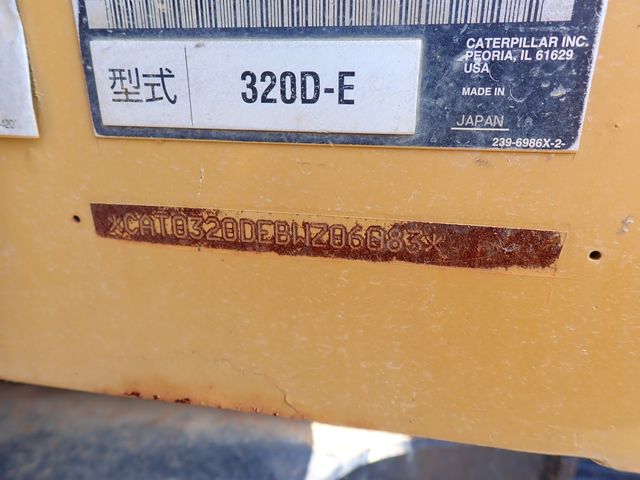 型式 320D-E
CATERPILLAR INC.
PEORIA, IL 61629
USA
MADE IN
JAPAN
239-6986X-2-
*CAT0320DEBWZ06083*